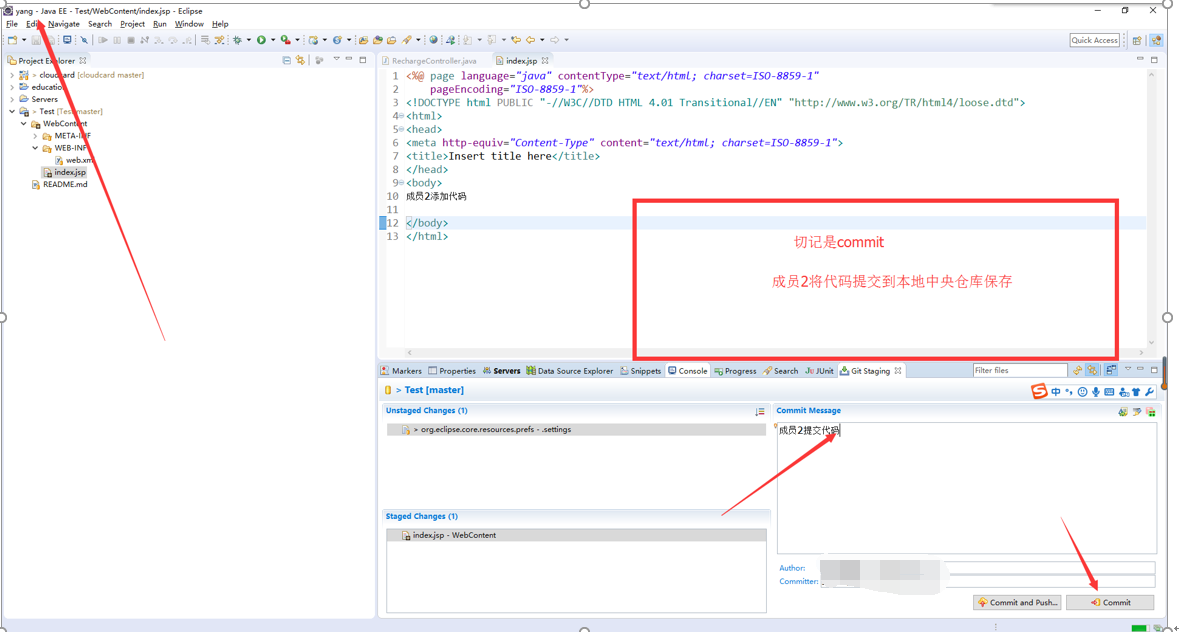 yang - Java EE - Test/WebContent/index.jsp - Eclipse
File Edit Navigate Search Project Run Window Help
Quick Access
Project Explorer
> cloudcard [cloudcard master]
education
Servers
> Test [Test master]
WebContent
META-INF
WEB-INF
web.xml
index.jsp
README.md
RechargeController.java
index.jsp
1 <%@ page language="java" contentType="text/html; charset=ISO-8859-1"
2 pageEncoding="ISO-8859-1"%>
3 <!DOCTYPE html PUBLIC "-//W3C//DTD HTML 4.01 Transitional//EN" "http://www.w3.org/TR/html4/loose.dtd">
4 <html>
5 <head>
6 <meta http-equiv="Content-Type" content="text/html; charset=ISO-8859-1">
7 <title>Insert title here</title>
8 </head>
9 <body>
10 成员2添加代码
11
12 </body>
13 </html>
切记是commit
成员2将代码提交到本地中央仓库保存
Markers Properties Servers Data Source Explorer Snippets Console Progress Search JUnit Git Staging
Filter files
> Test [master]
中
Unstaged Changes (1)
> org.eclipse.core.resources.prefs - .settings
Staged Changes (1)
index.jsp - WebContent
Commit Message
成员2提交代码
Author:
Committer:
Commit and Push...
Commit